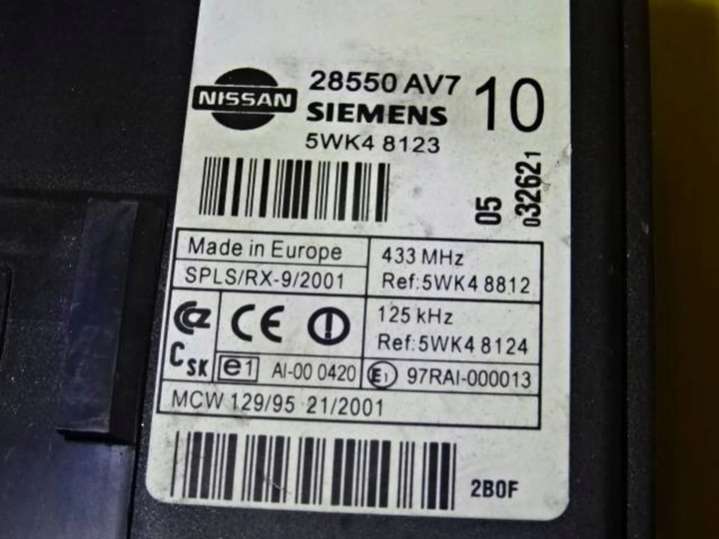 NISSAN
28550 AV7 10
SIEMENS
5WK4 8123
05
032621
Made in Europe
SPLS/RX-9/2001
433 MHz
Ref:5WK4 8812
125 kHz
Ref:5WK4 8124
CE
C SK
e1 AI-00 0420
E1 97RAI-000013
MCW 129/95 21/2001
2B0F